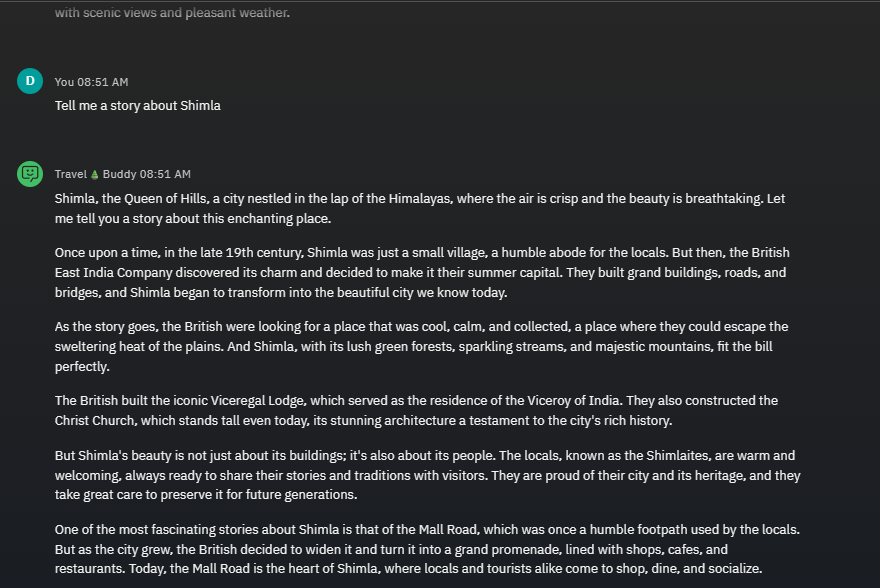 with scenic views and pleasant weather.
D
You 08:51 AM
Tell me a story about Shimla
Travel 🎄 Buddy 08:51 AM
Shimla, the Queen of Hills, a city nestled in the lap of the Himalayas, where the air is crisp and the beauty is breathtaking. Let
me tell you a story about this enchanting place.
Once upon a time, in the late 19th century, Shimla was just a small village, a humble abode for the locals. But then, the British
East India Company discovered its charm and decided to make it their summer capital. They built grand buildings, roads, and
bridges, and Shimla began to transform into the beautiful city we know today.
As the story goes, the British were looking for a place that was cool, calm, and collected, a place where they could escape the
sweltering heat of the plains. And Shimla, with its lush green forests, sparkling streams, and majestic mountains, fit the bill
perfectly.
The British built the iconic Viceregal Lodge, which served as the residence of the Viceroy of India. They also constructed the
Christ Church, which stands tall even today, its stunning architecture a testament to the city's rich history.
But Shimla's beauty is not just about its buildings; it's also about its people. The locals, known as the Shimlaites, are warm and
welcoming, always ready to share their stories and traditions with visitors. They are proud of their city and its heritage, and they
take great care to preserve it for future generations.
One of the most fascinating stories about Shimla is that of the Mall Road, which was once a humble footpath used by the locals.
But as the city grew, the British decided to widen it and turn it into a grand promenade, lined with shops, cafes, and
restaurants. Today, the Mall Road is the heart of Shimla, where locals and tourists alike come to shop, dine, and socialize.